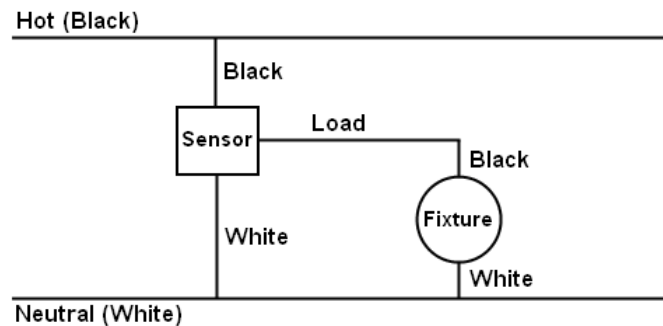 Hot (Black)
Black
Sensor
Load
Black
Fixture
White
White
Neutral (White)